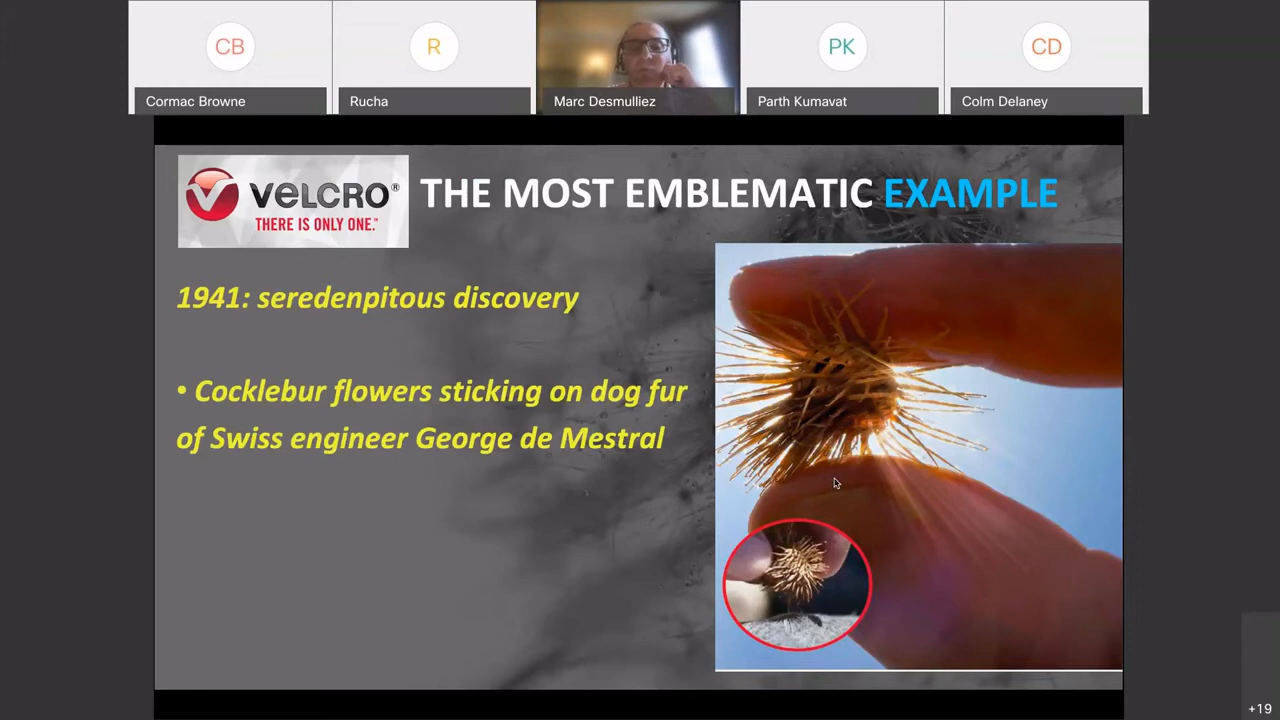 CB
R
PK
CD
Cormac Browne
Rucha
Marc Desmulliez
Parth Kumavat
Colm Delaney
VELCRO®
THERE IS ONLY ONE.™
THE MOST EMBLEMATIC EXAMPLE
1941: seredenpitous discovery
• Cocklebur flowers sticking on dog fur
of Swiss engineer George de Mestral
+19